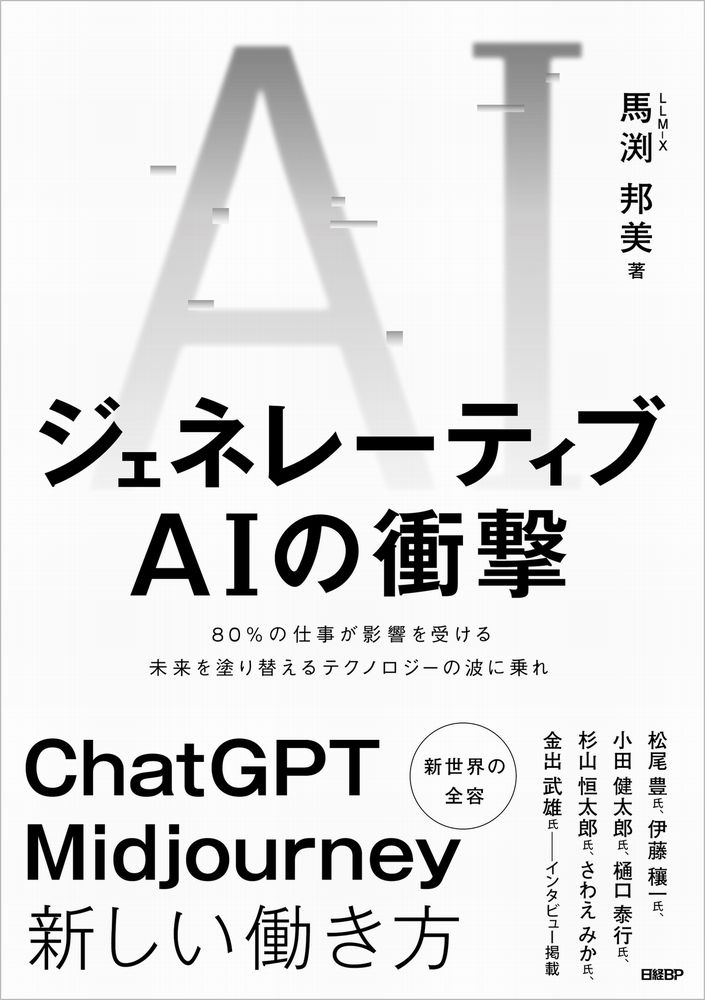 AI
LLMIX
馬渕 邦美 著
ジェネレーティブ
AIの衝撃
80%の仕事が影響を受ける
未来を塗り替えるテクノロジーの波に乗れ
ChatGPT
Midjourney
新しい働き方
新世界の
全容
松尾 豊氏、伊藤 穰一氏、
小田 健太郎氏、樋口 泰行氏、
杉山 恒太郎氏、さわえ みか氏、
金出 武雄氏――インタビュー掲載
日経BP